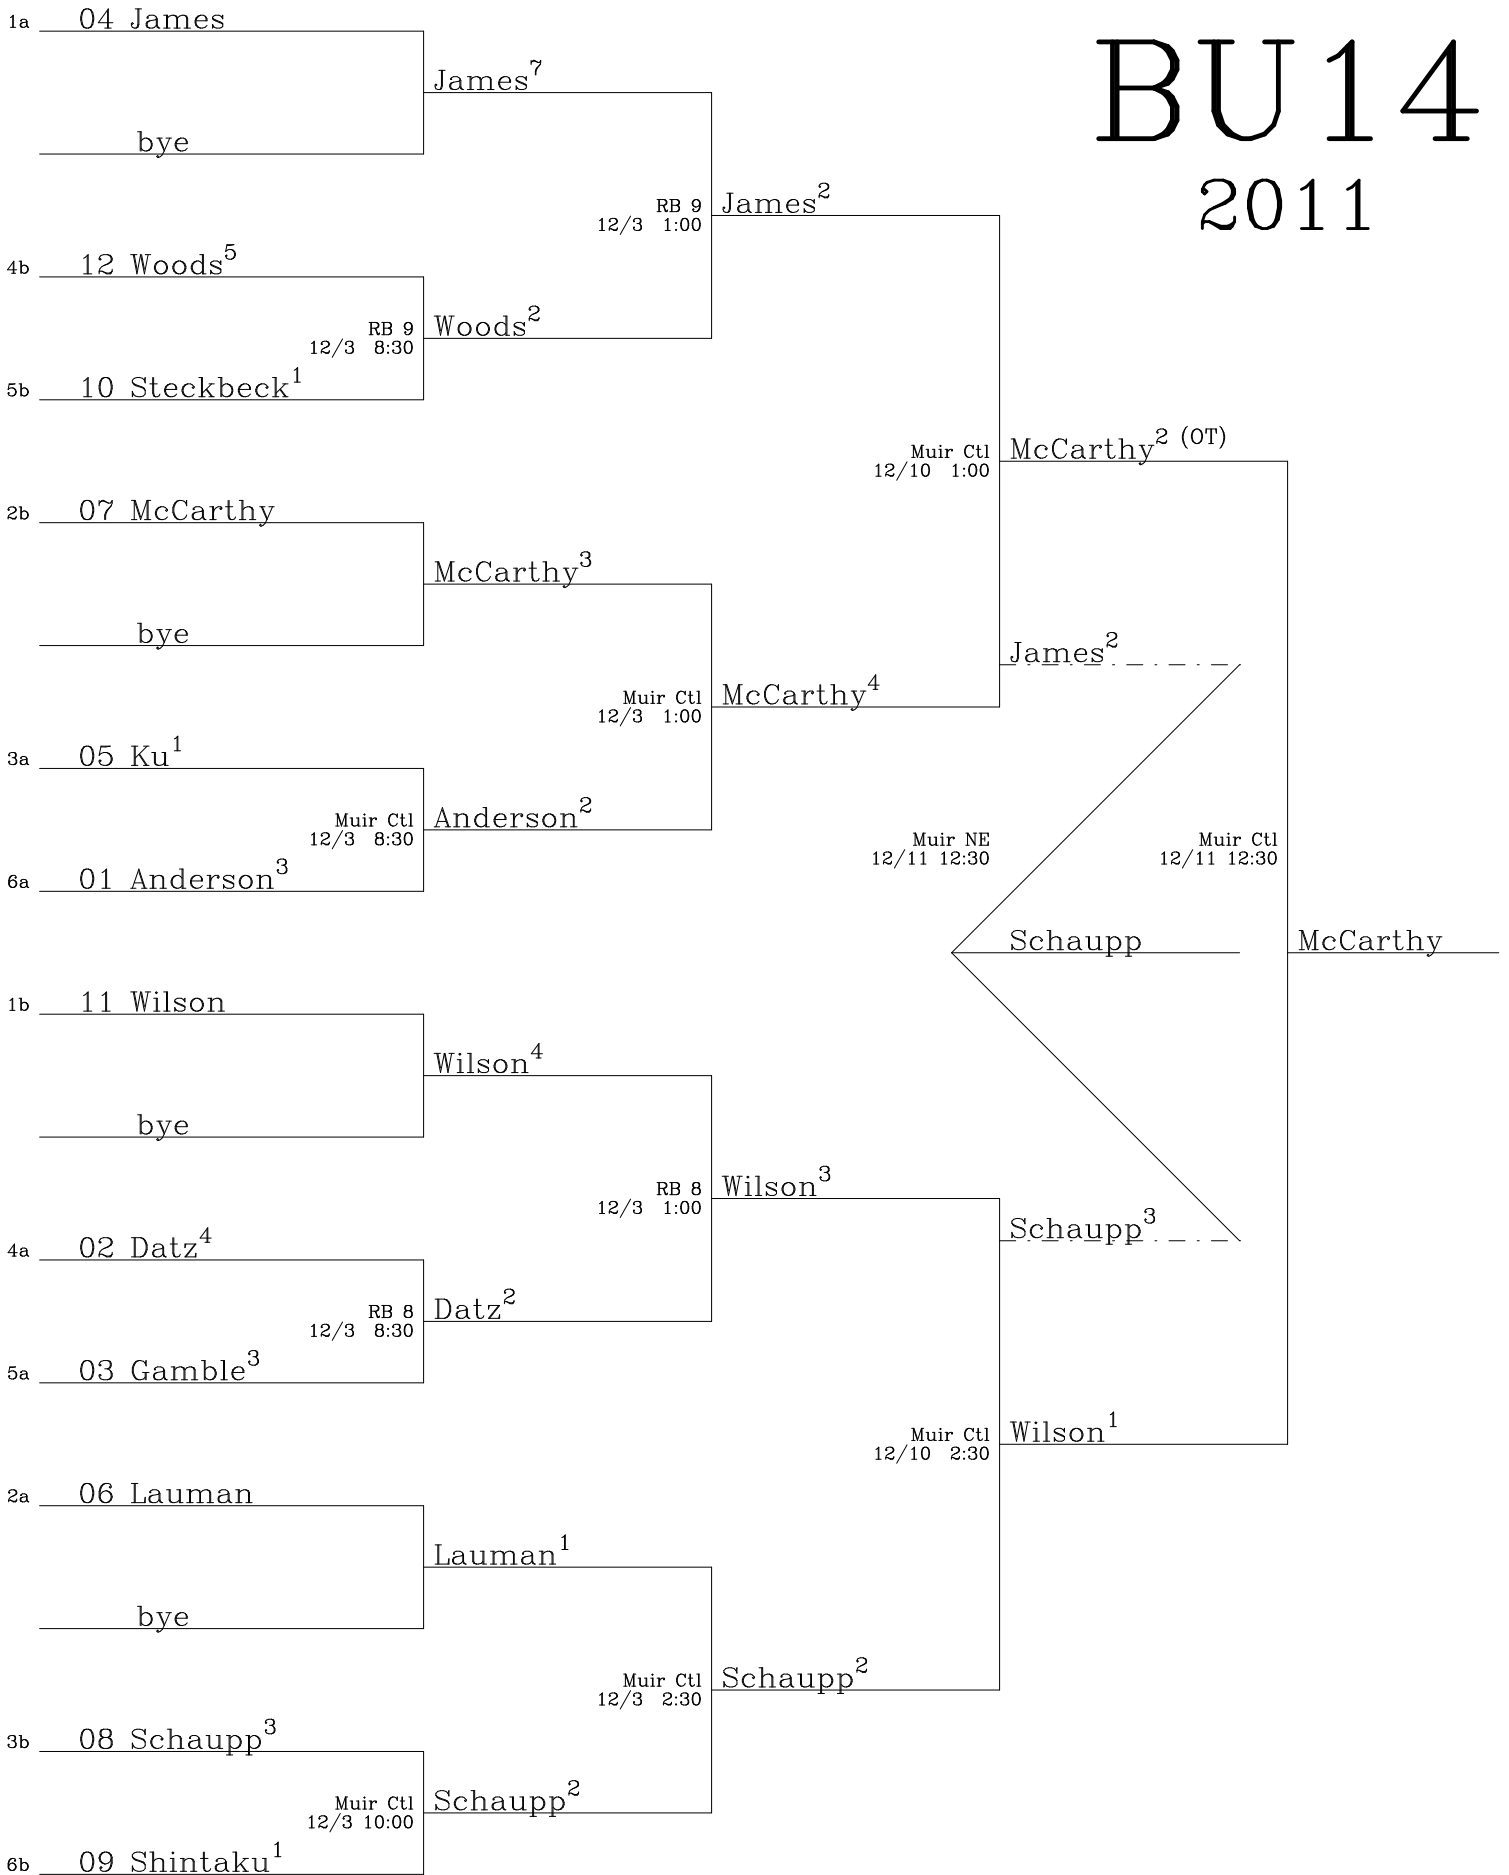 BU14
2011
1a 04 James
James7
bye
RB 9
12/3 1:00
James2
4b 12 Woods5
RB 9
12/3 8:30
Woods2
5b 10 Steckbeck1
Muir Ctl
12/10 1:00
McCarthy2 (OT)
2b 07 McCarthy
McCarthy3
bye
James2
Muir Ctl
12/3 1:00
McCarthy4
3a 05 Ku1
Muir Ctl
12/3 8:30
Anderson2
6a 01 Anderson3
Muir NE
12/11 12:30
Muir Ctl
12/11 12:30
Schaupp
McCarthy
1b 11 Wilson
Wilson4
bye
RB 8
12/3 1:00
Wilson3
Schaupp3
4a 02 Datz4
RB 8
12/3 8:30
Datz2
5a 03 Gamble3
Muir Ctl
12/10 2:30
Wilson1
2a 06 Lauman
Lauman1
bye
Muir Ctl
12/3 2:30
Schaupp2
3b 08 Schaupp3
Muir Ctl
12/3 10:00
Schaupp2
6b 09 Shintaku1